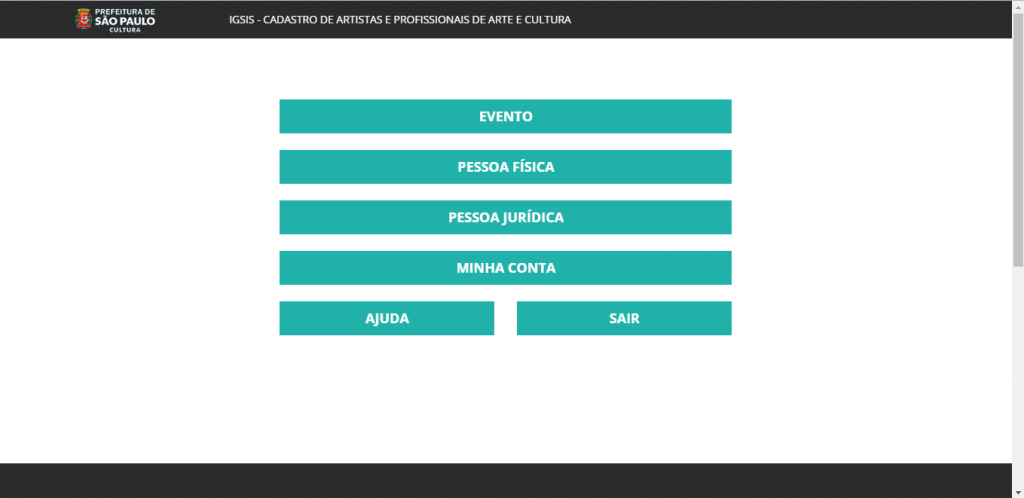 PREFEITURA DE
SÃO PAULO
CULTURA
IGSIS - CADASTRO DE ARTISTAS E PROFISSIONAIS DE ARTE E CULTURA
EVENTO
PESSOA FÍSICA
PESSOA JURÍDICA
MINHA CONTA
AJUDA
SAIR